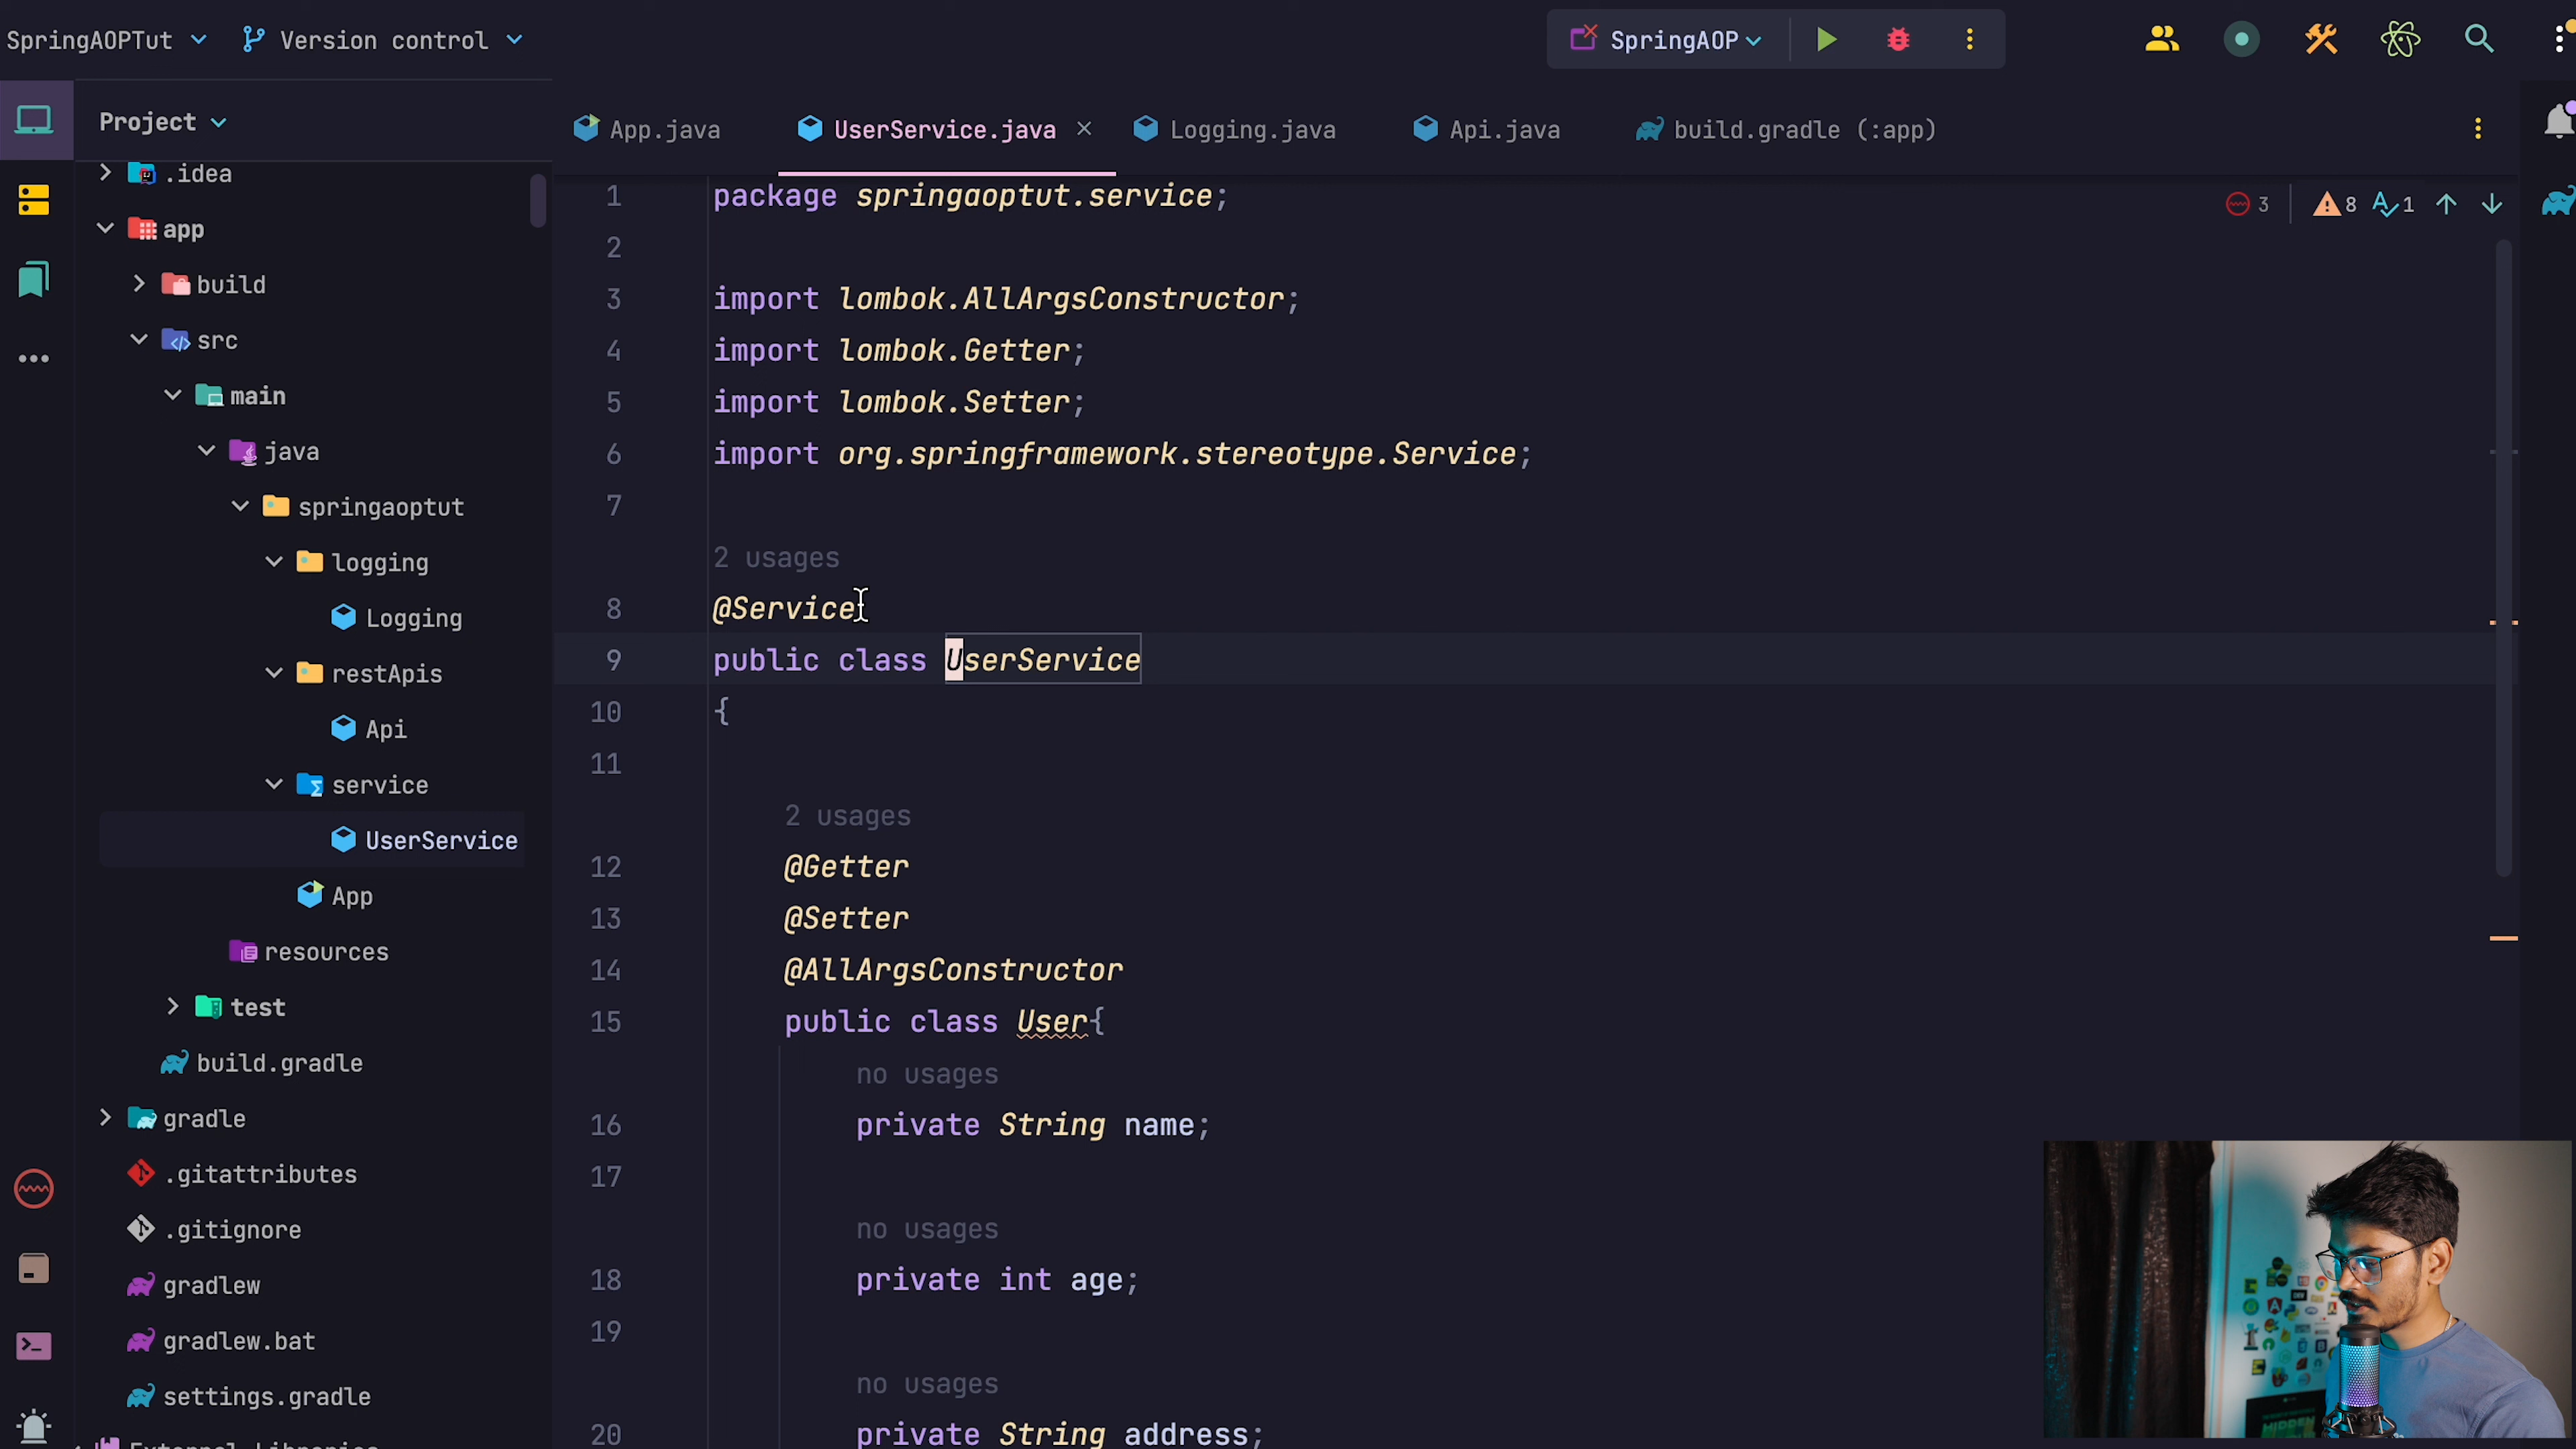 SpringAOPTut
Version control
SpringAOP
Project
App.java
UserService.java
Logging.java
Api.java
build.gradle (:app)
.idea
app
build
src
main
java
springaoptut
logging
Logging
restApis
Api
service
UserService
App
resources
test
build.gradle
gradle
.gitattributes
.gitignore
gradlew
gradlew.bat
settings.gradle
External Libraries
3 8 1
1 package springaoptut.service;
2
3 import lombok.AllArgsConstructor;
4 import lombok.Getter;
5 import lombok.Setter;
6 import org.springframework.stereotype.Service;
7
2 usages
8 @Service
9 public class UserService
10 {
11
2 usages
12 @Getter
13 @Setter
14 @AllArgsConstructor
15 public class User{
no usages
16 private String name;
17
no usages
18 private int age;
19
no usages
20 private String address;
HIDDEN